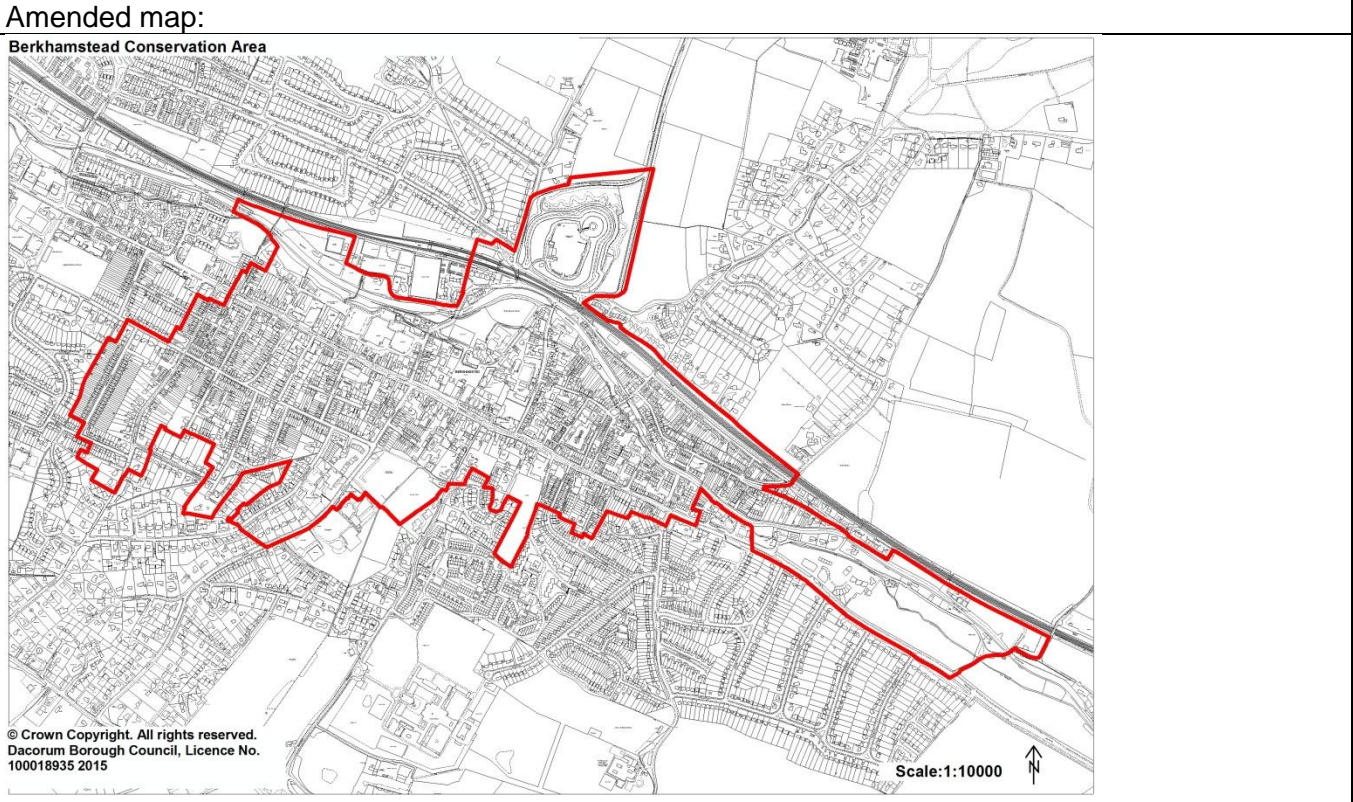 Amended map:
Berkhamstead Conservation Area
BERKHAMSTED
© Crown Copyright. All rights reserved.
Dacorum Borough Council, Licence No.
100018935 2015
Scale:1:10000
N